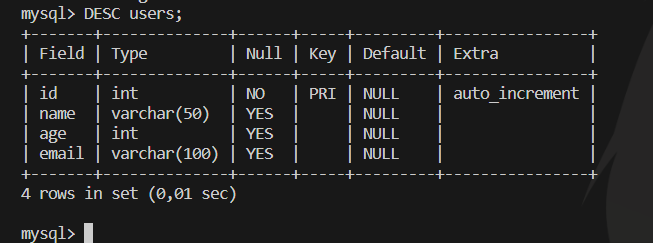 mysql> DESC users;
+-------+--------------+------+-----+---------+----------------+
| Field | Type         | Null | Key | Default | Extra          |
+-------+--------------+------+-----+---------+----------------+
| id    | int          | NO   | PRI | NULL    | auto_increment |
| name  | varchar(50)  | YES  |     | NULL    |                |
| age   | int          | YES  |     | NULL    |                |
| email | varchar(100) | YES  |     | NULL    |                |
+-------+--------------+------+-----+---------+----------------+
4 rows in set (0,01 sec)
mysql>